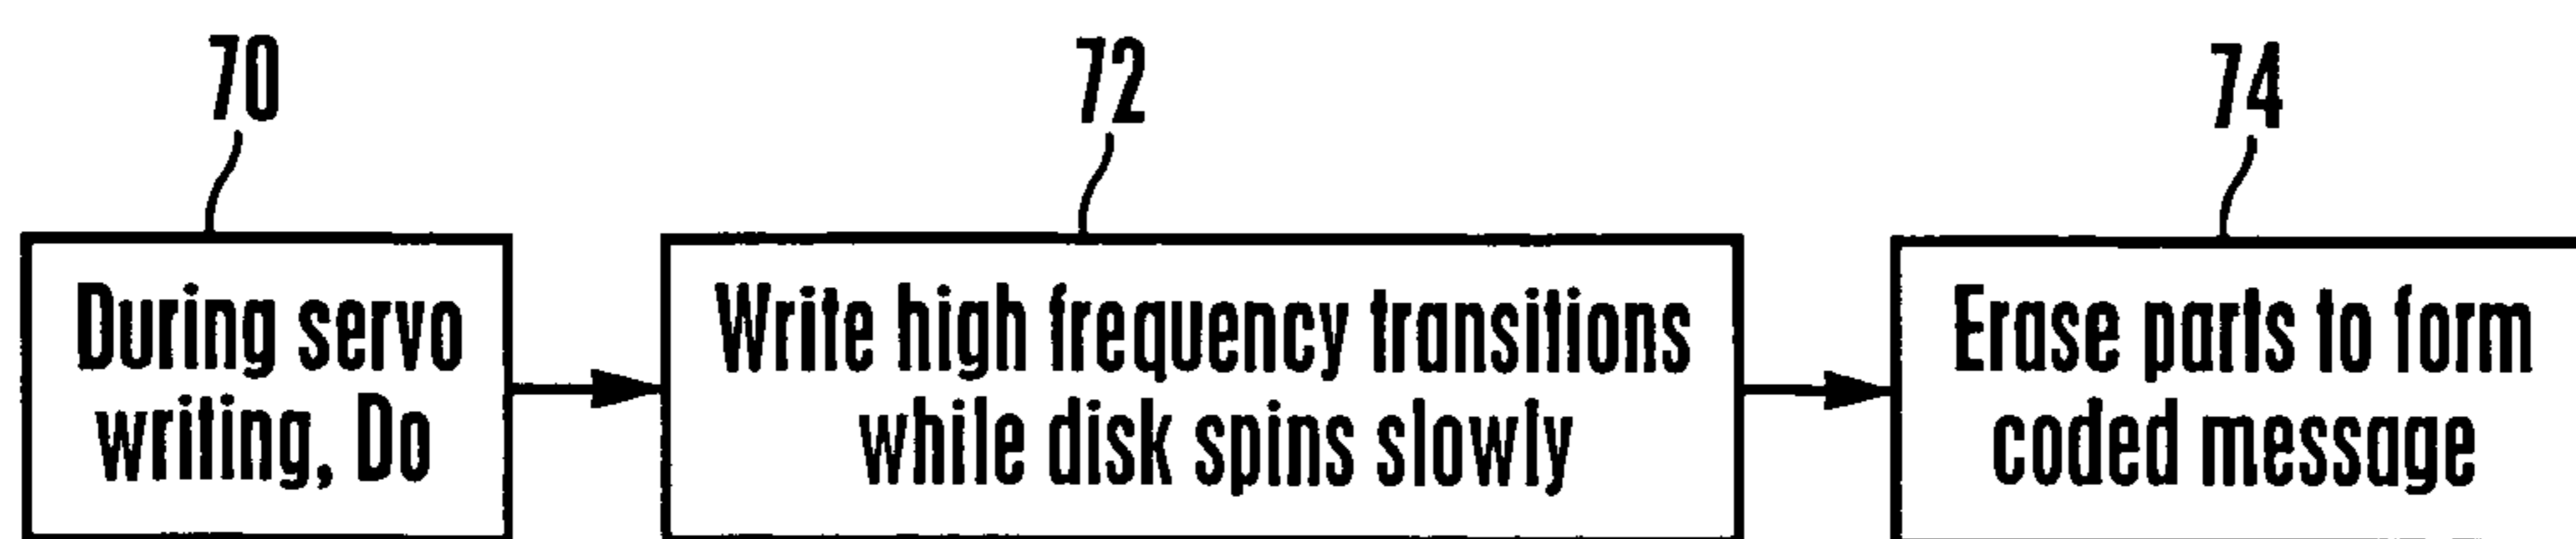 70
72
74
During servo
writing, Do
Write high frequency transitions
while disk spins slowly
Erase parts to form
coded message